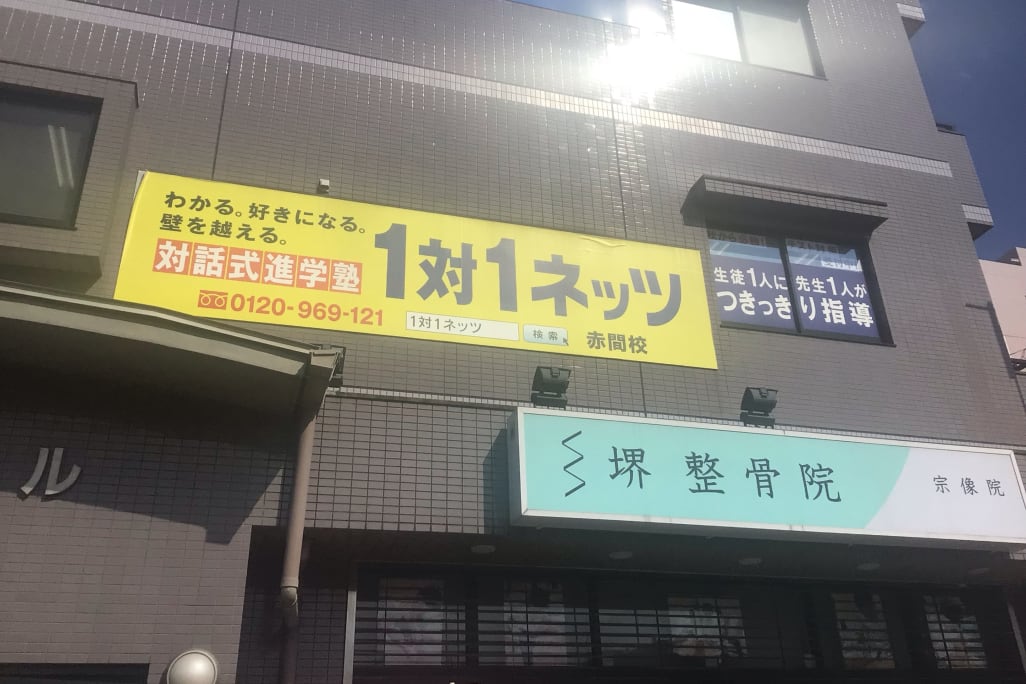 わかる。好きになる。
壁を越える。
対話式進学塾
0120-969-121
1対1ネッツ
1対1ネッツ
検索
赤間校
生徒1人に 先生1人が
つきっきり指導
堺 整骨院
宗像院
ル